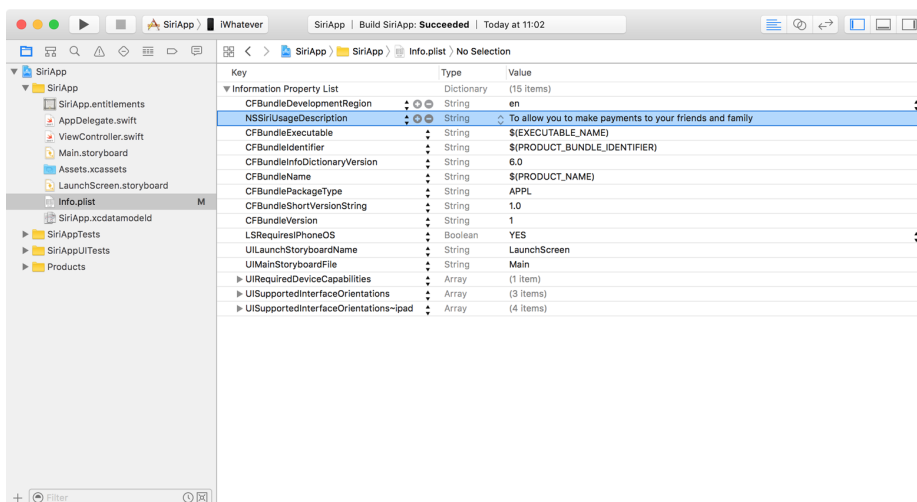 SiriApp iWhatever SiriApp | Build SiriApp: Succeeded | Today at 11:02
SiriApp SiriApp Info.plist No Selection
SiriApp
SiriApp
SiriApp.entitlements
AppDelegate.swift
ViewController.swift
Main.storyboard
Assets.xcassets
LaunchScreen.storyboard
Info.plist M
SiriApp.xcdatamodeld
SiriAppTests
SiriAppUITests
Products
Filter
Key Type Value
Information Property List Dictionary (15 items)
CFBundleDevelopmentRegion String en
NSSiriUsageDescription String To allow you to make payments to your friends and family
CFBundleExecutable String $(EXECUTABLE_NAME)
CFBundleIdentifier String $(PRODUCT_BUNDLE_IDENTIFIER)
CFBundleInfoDictionaryVersion String 6.0
CFBundleName String $(PRODUCT_NAME)
CFBundlePackageType String APPL
CFBundleShortVersionString String 1.0
CFBundleVersion String 1
LSRequiresIPhoneOS Boolean YES
UILaunchStoryboardName String LaunchScreen
UIMainStoryboardFile String Main
UIRequiredDeviceCapabilities Array (1 item)
UISupportedInterfaceOrientations Array (3 items)
UISupportedInterfaceOrientations~ipad Array (4 items)